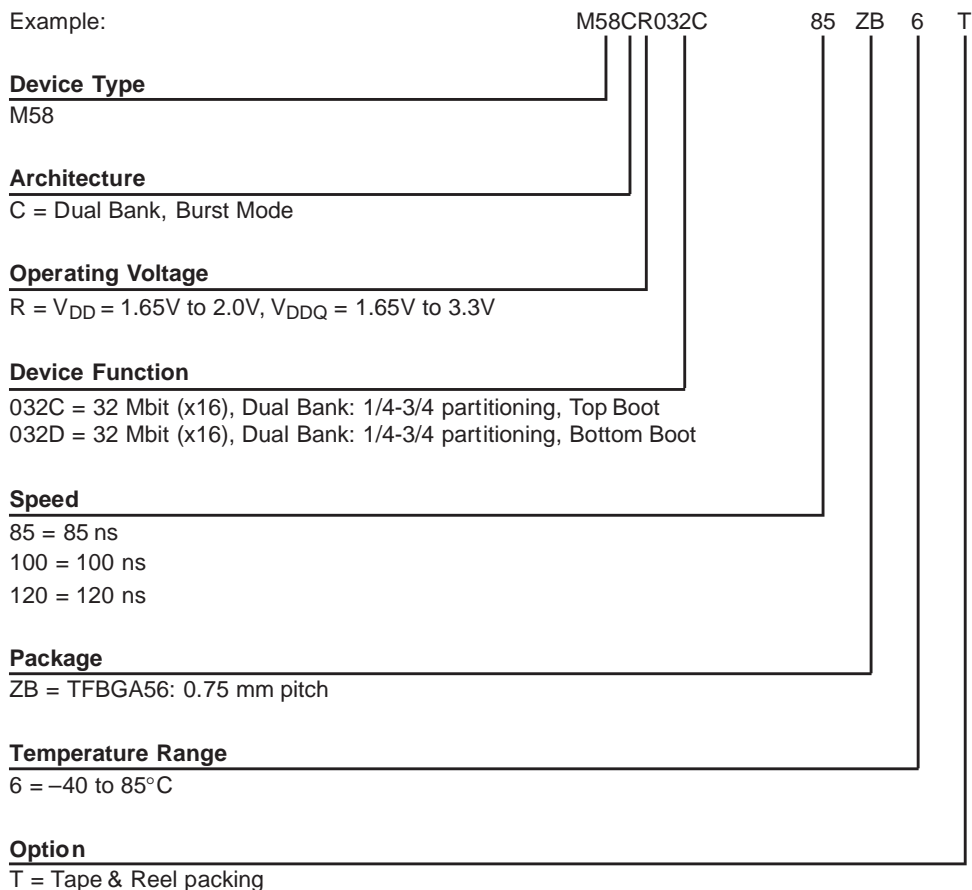 Example: M58CR032C 85 ZB 6 T
Device Type
M58
Architecture
C = Dual Bank, Burst Mode
Operating Voltage
R = VDD = 1.65V to 2.0V, VDDQ = 1.65V to 3.3V
Device Function
032C = 32 Mbit (x16), Dual Bank: 1/4-3/4 partitioning, Top Boot
032D = 32 Mbit (x16), Dual Bank: 1/4-3/4 partitioning, Bottom Boot
Speed
85 = 85 ns
100 = 100 ns
120 = 120 ns
Package
ZB = TFBGA56: 0.75 mm pitch
Temperature Range
6 = –40 to 85°C
Option
T = Tape & Reel packing